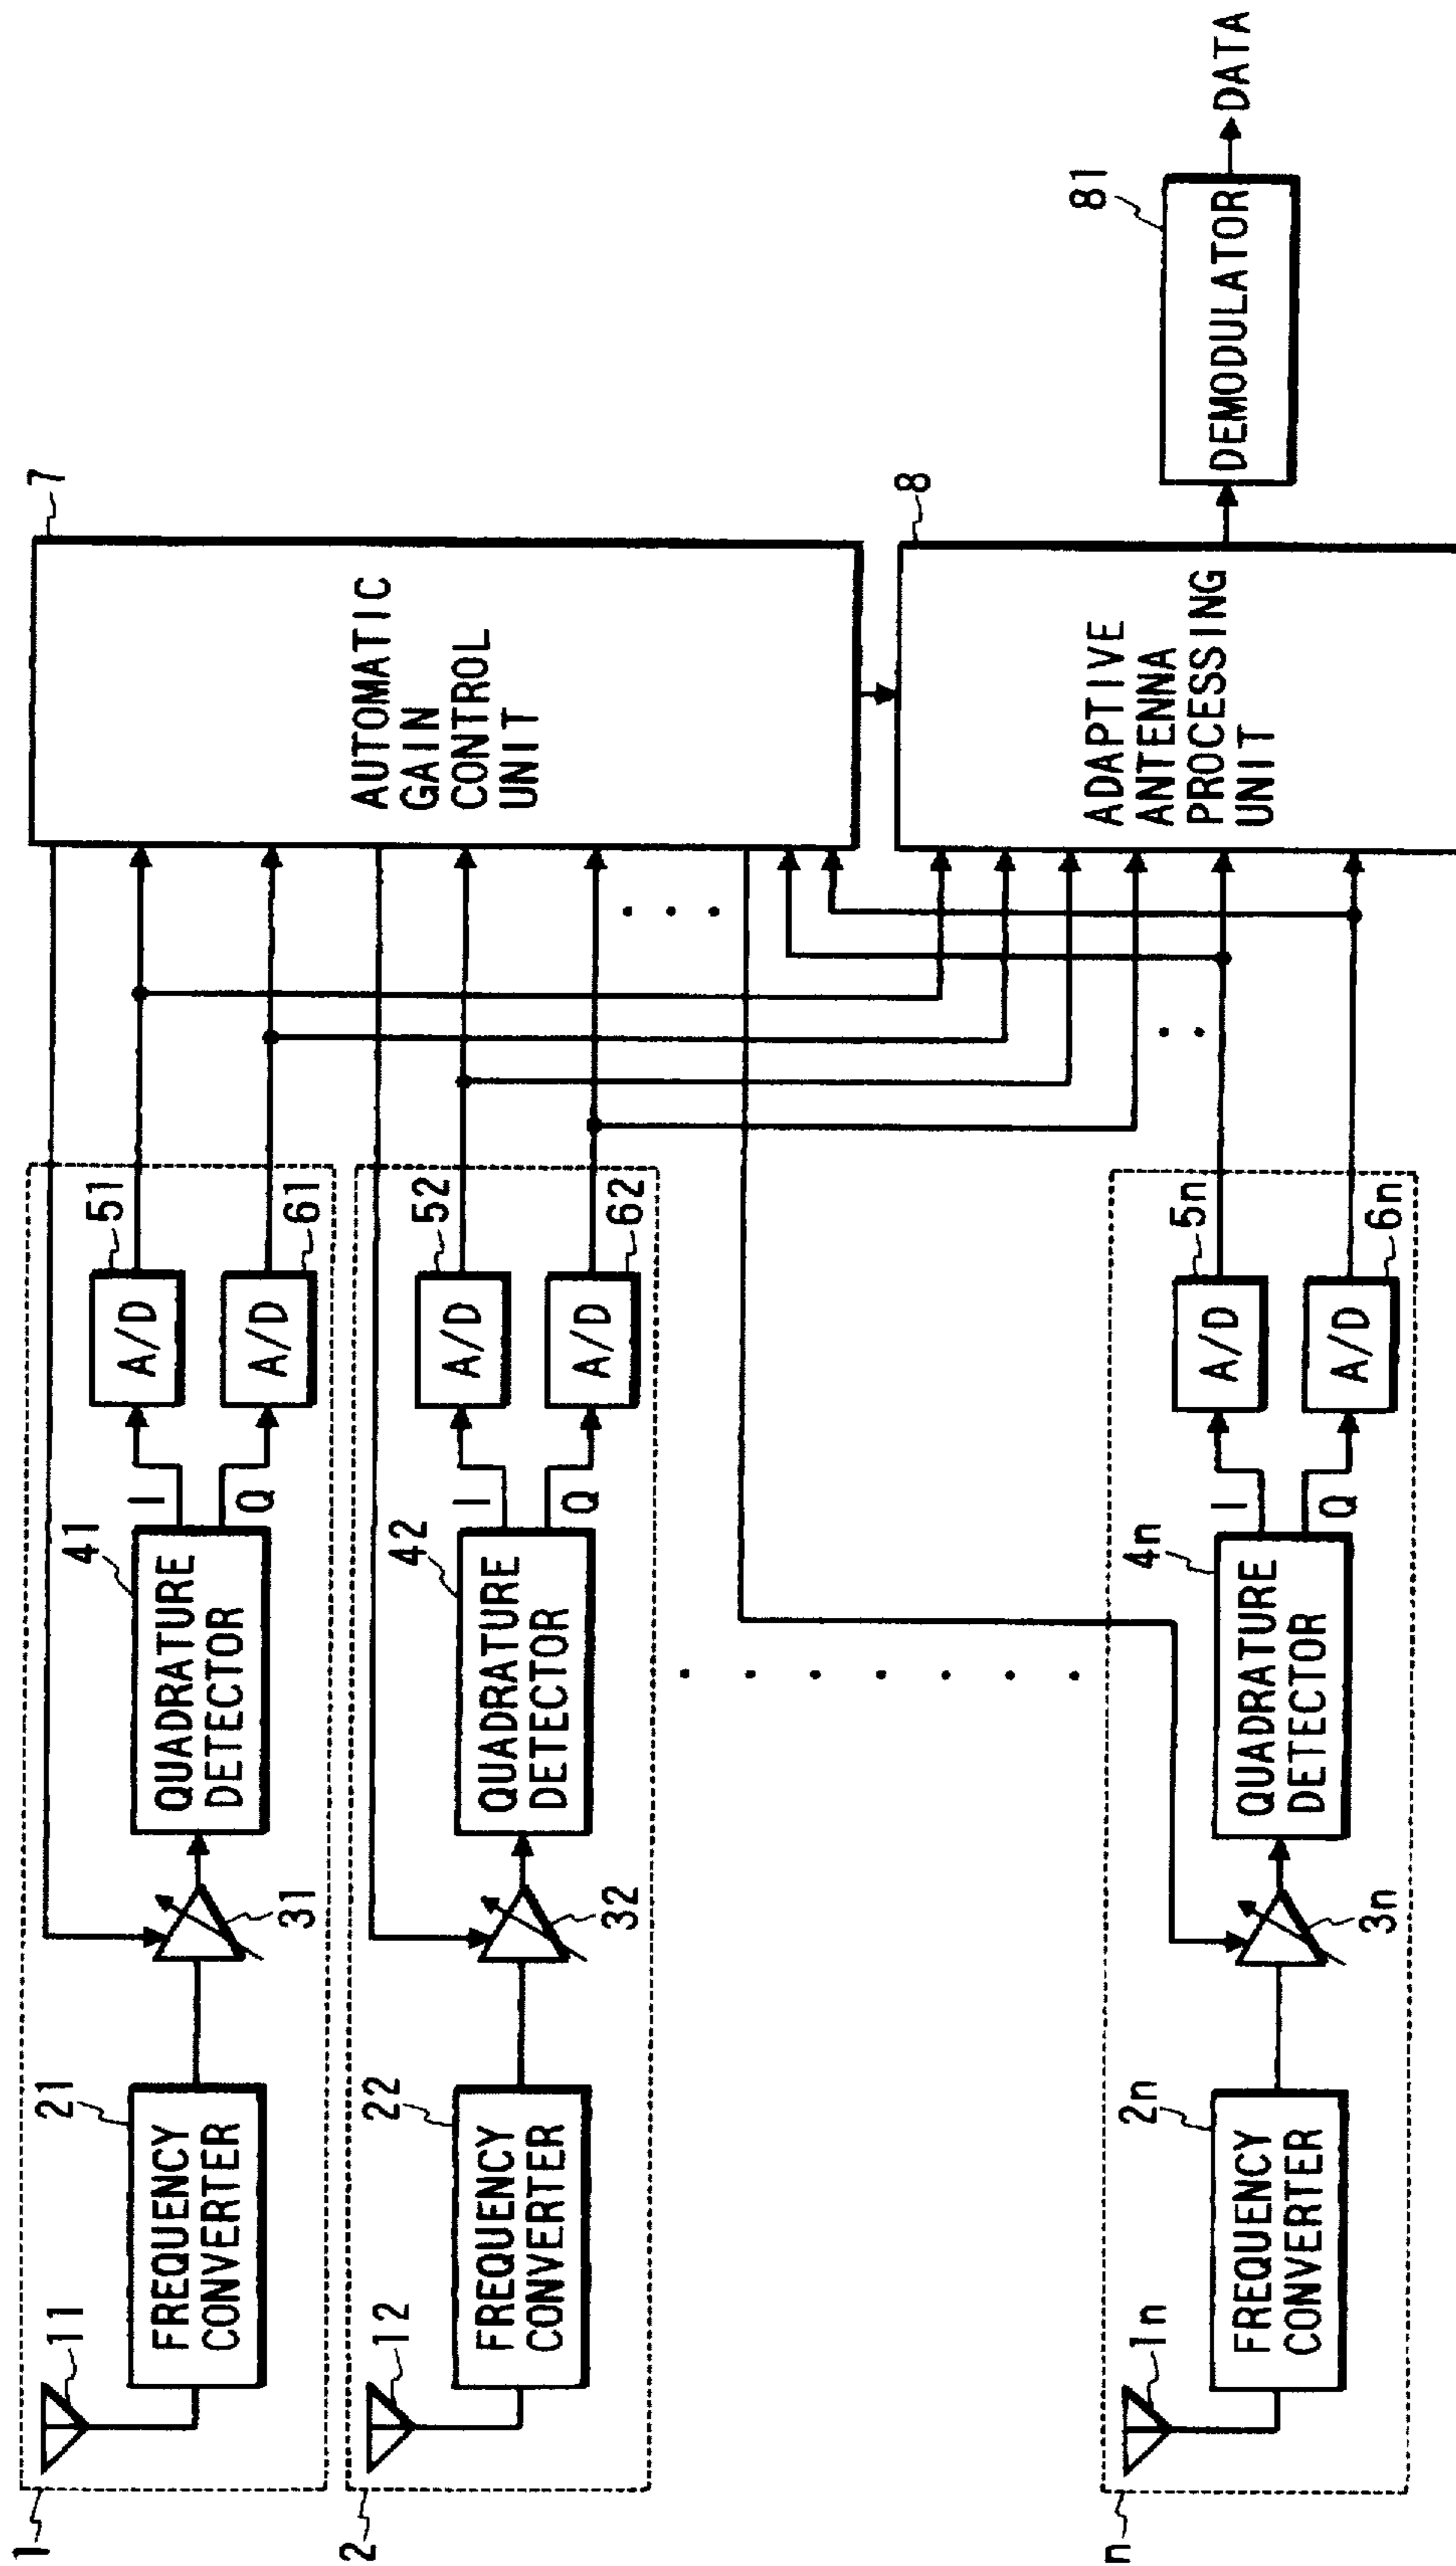 1
11
21
FREQUENCY
CONVERTER
31
41
QUADRATURE
DETECTOR
I
Q
51
A/D
61
A/D
7
AUTOMATIC
GAIN
CONTROL
UNIT
2
12
22
FREQUENCY
CONVERTER
32
42
QUADRATURE
DETECTOR
I
Q
52
A/D
62
A/D
8
ADAPTIVE
ANTENNA
PROCESSING
UNIT
81
DEMODULATOR
DATA
n
1n
2n
FREQUENCY
CONVERTER
3n
4n
QUADRATURE
DETECTOR
I
Q
5n
A/D
6n
A/D